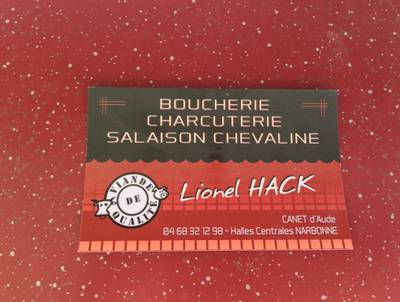 BOUCHERIE
CHARCUTERIE
SALAISON CHEVALINE
VIANDE
DE
QUALITÉ
Lionel HACK
CANET d'Aude
04 68 32 12 98 - Halles Centrales NARBONNE